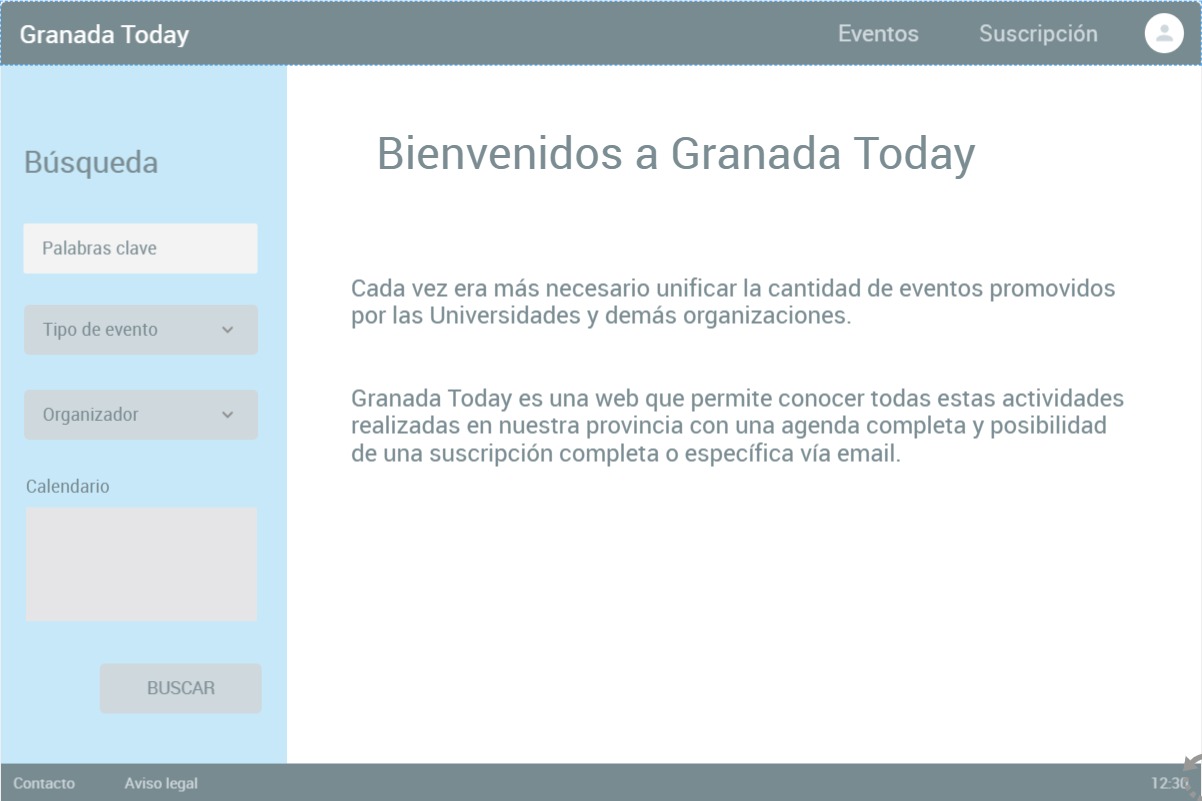 Granada Today
Eventos
Suscripción
Búsqueda
Palabras clave
Tipo de evento
Organizador
Calendario
BUSCAR
Bienvenidos a Granada Today
Cada vez era más necesario unificar la cantidad de eventos promovidos
por las Universidades y demás organizaciones.
Granada Today es una web que permite conocer todas estas actividades
realizadas en nuestra provincia con una agenda completa y posibilidad
de una suscripción completa o específica vía email.
Contacto
Aviso legal
12:30